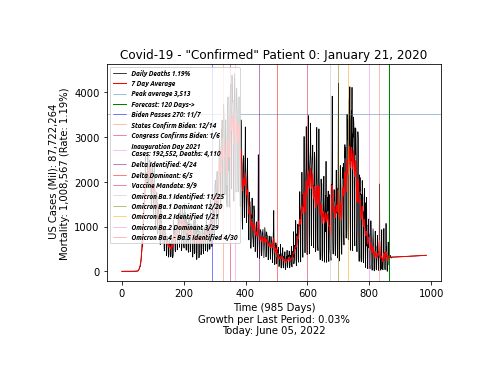 Covid-19 - "Confirmed" Patient 0: January 21, 2020
US Cases (Mil): 87,722,264
Mortality: 1,008,567 (Rate: 1.19%)
4000
3000
2000
1000
0
Daily Deaths 1.19%
7 Day Average
Peak average 3,513
Forecast: 120 Days->
Biden Passes 270: 11/7
States Confirm Biden: 12/14
Congress Confirms Biden: 1/6
Inauguration Day 2021
Cases: 192,552, Deaths: 4,110
Delta Identified: 4/24
Delta Dominant: 6/5
Vaccine Mandate: 9/9
Omicron Ba.1 Identified: 11/25
Omicron Ba.1 Dominant 12/20
Omicron Ba.2 Identified 1/21
Omicron Ba.2 Dominant 3/29
Omicron Ba.4 - Ba.5 Identified 4/30
0 200 400 600 800 1000
Time (985 Days)
Growth per Last Period: 0.03%
Today: June 05, 2022